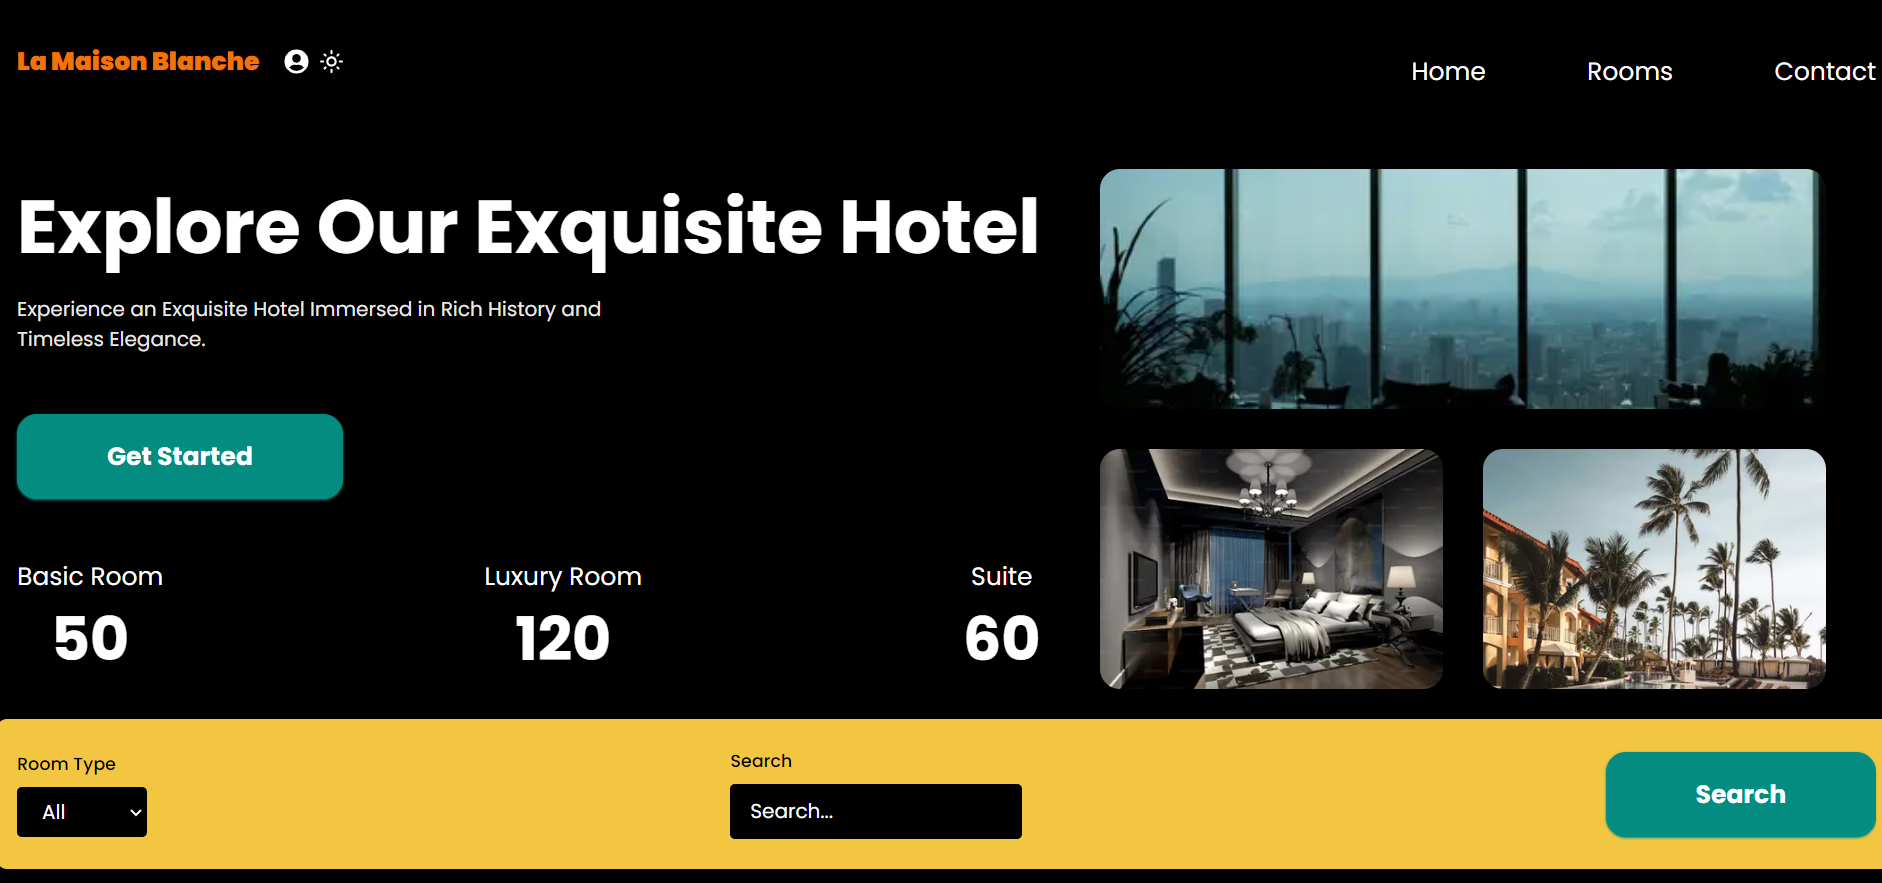 La Maison Blanche
Home
Rooms
Contact
Explore Our Exquisite Hotel
Experience an Exquisite Hotel Immersed in Rich History and
Timeless Elegance.
Get Started
Basic Room
50
Luxury Room
120
Suite
60
Room Type
All
Search
Search...
Search